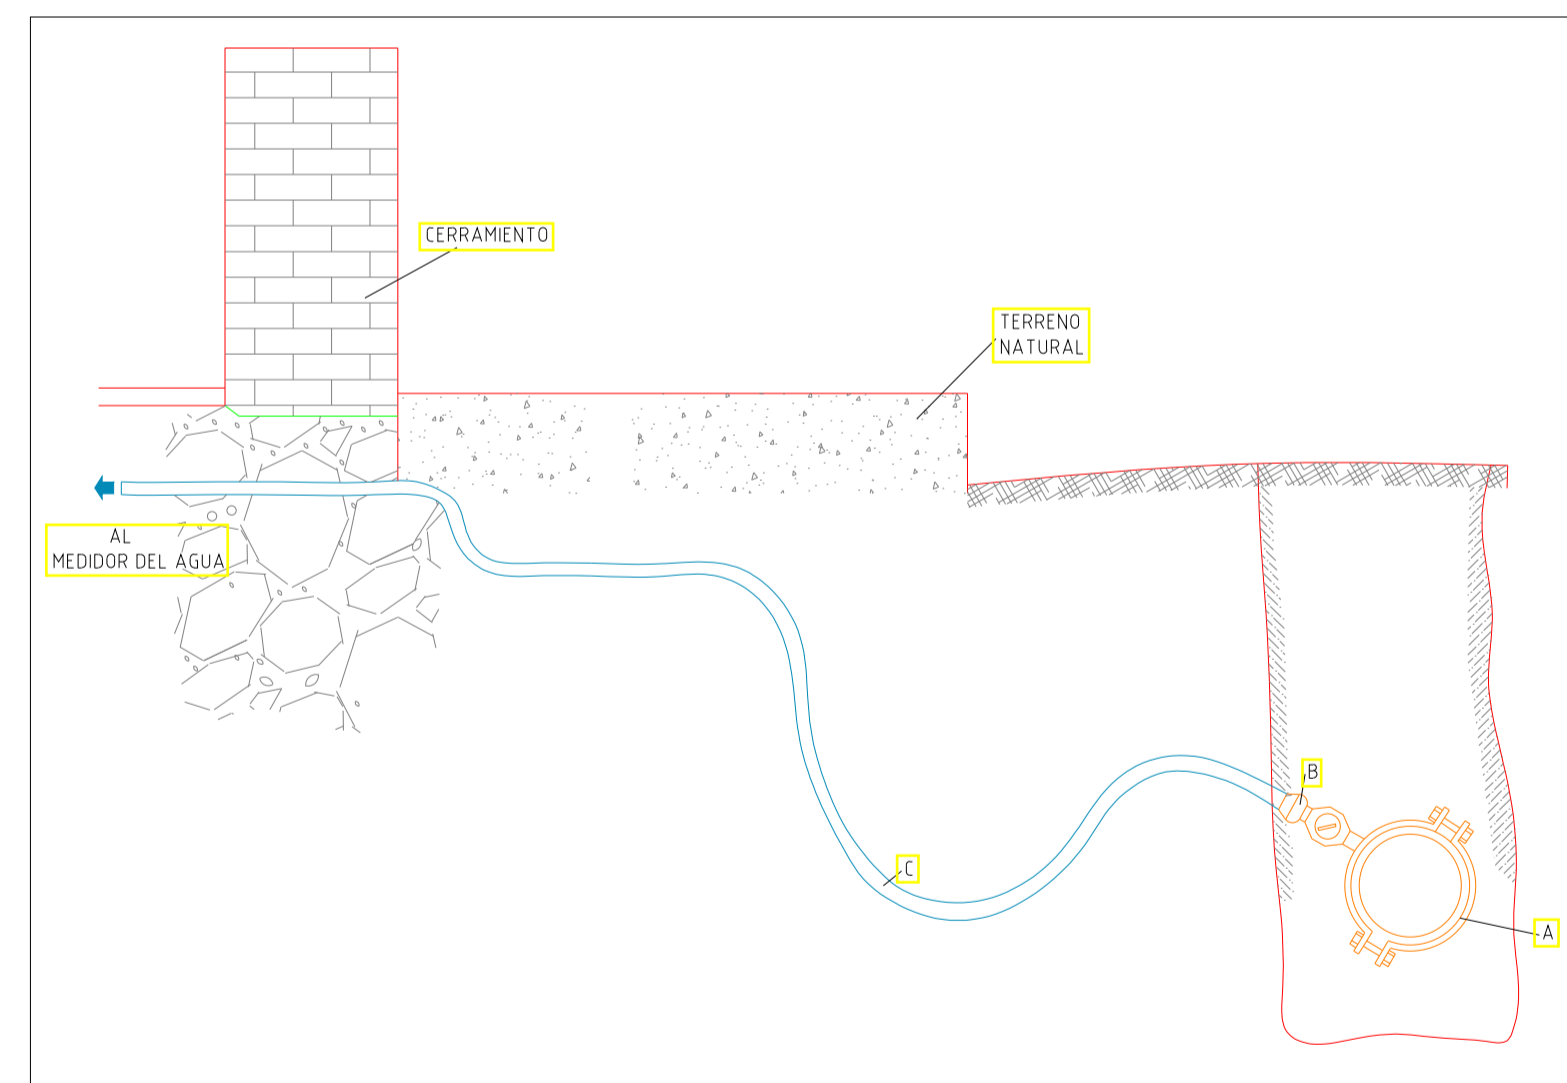 CERRAMIENTO
TERRENO
NATURAL
AL
MEDIDOR DEL AGUA
B
C
A